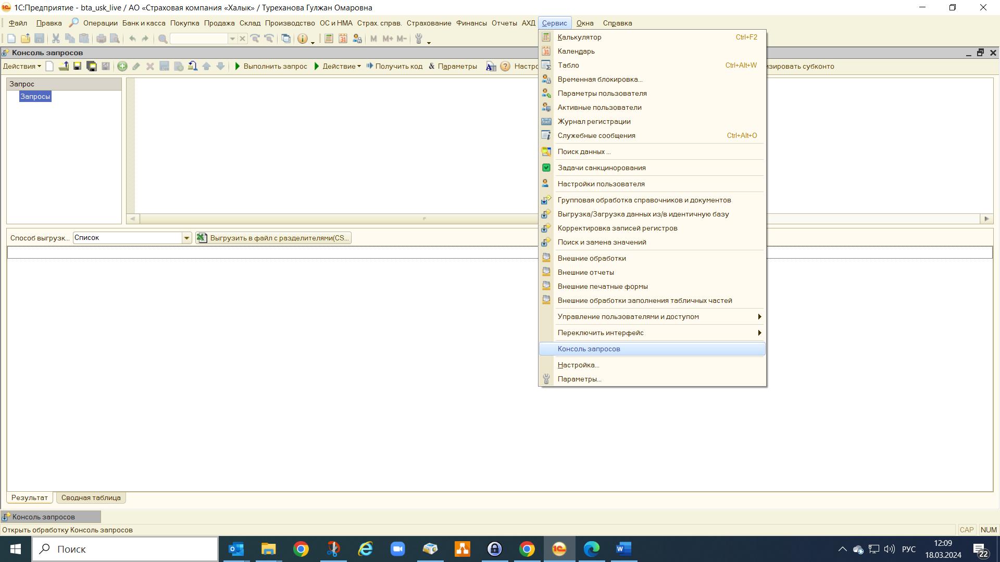 1С:Предприятие - bta_usk_live / АО «Страховая компания «Халык» / Туреханова Гулжан Омаровна
Файл Правка Операции Банк и касса Покупка Продажа Склад Производство ОС и НМА Страх. справ. Страхование Финансы Отчеты АХД Сервис Окна Справка
M M+ M-
Консоль запросов
Действия Выполнить запрос Действие Получить код & Параметры Настро
изировать субконто
Запрос
Запросы
Калькулятор Ctrl+F2
Календарь
Табло Ctrl+Alt+W
Временная блокировка...
Параметры пользователя
Активные пользователи
Журнал регистрации
Служебные сообщения Ctrl+Alt+O
Поиск данных ...
Задачи санкцинорования
Настройки пользователя
Групповая обработка справочников и документов
Выгрузка/Загрузка данных из/в идентичную базу
Корректировка записей регистров
Поиск и замена значений
Внешние обработки
Внешние отчеты
Внешние печатные формы
Внешние обработки заполнения табличных частей
Управление пользователями и доступом
Переключить интерфейс
Консоль запросов
Настройка...
Параметры...
Способ выгрузк... Список Выгрузить в файл с разделителями(CS...
Результат Сводная таблица
Консоль запросов
Открыть обработку Консоль запросов
CAP NUM
Поиск
РУС
12:09
18.03.2024
22